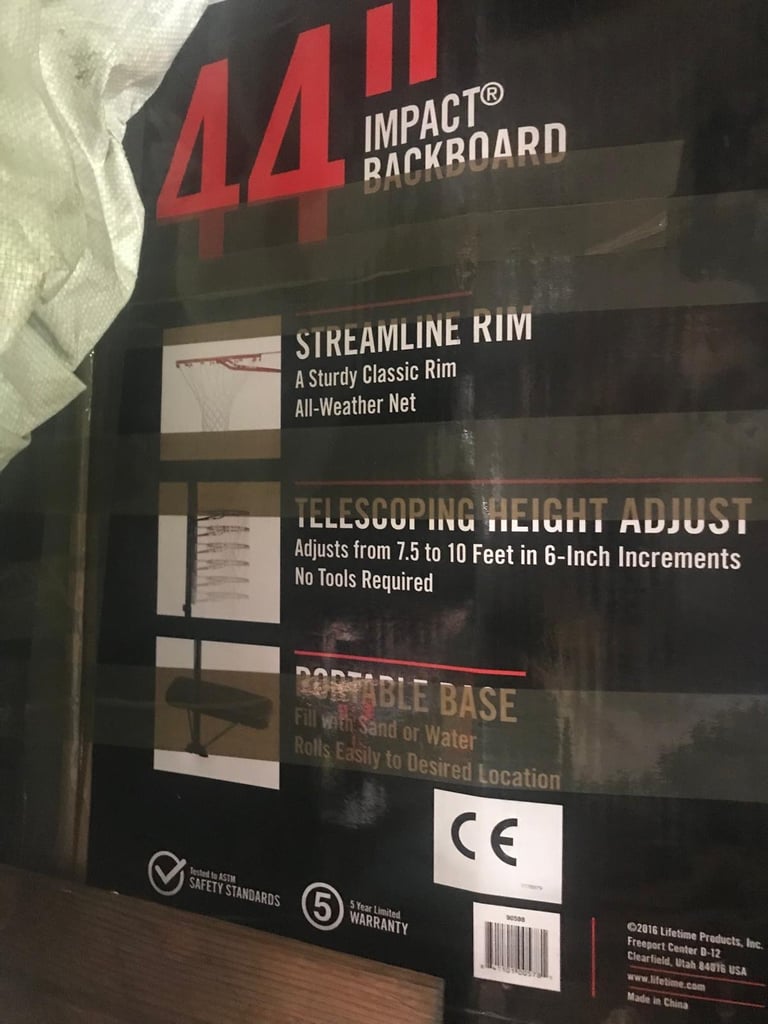 44"
IMPACT®
BACKBOARD
STREAMLINE RIM
A Sturdy Classic Rim
All-Weather Net
TELESCOPING HEIGHT ADJUST
Adjusts from 7.5 to 10 Feet in 6-Inch Increments
No Tools Required
PORTABLE BASE
Fill with Sand or Water
Rolls Easily to Desired Location
CE
Tested to ASTM
SAFETY STANDARDS
5
5 Year Limited
WARRANTY
©2016 Lifetime Products, Inc.
Freeport Center D-12
Clearfield, Utah 84016 USA
www.lifetime.com
Made in China